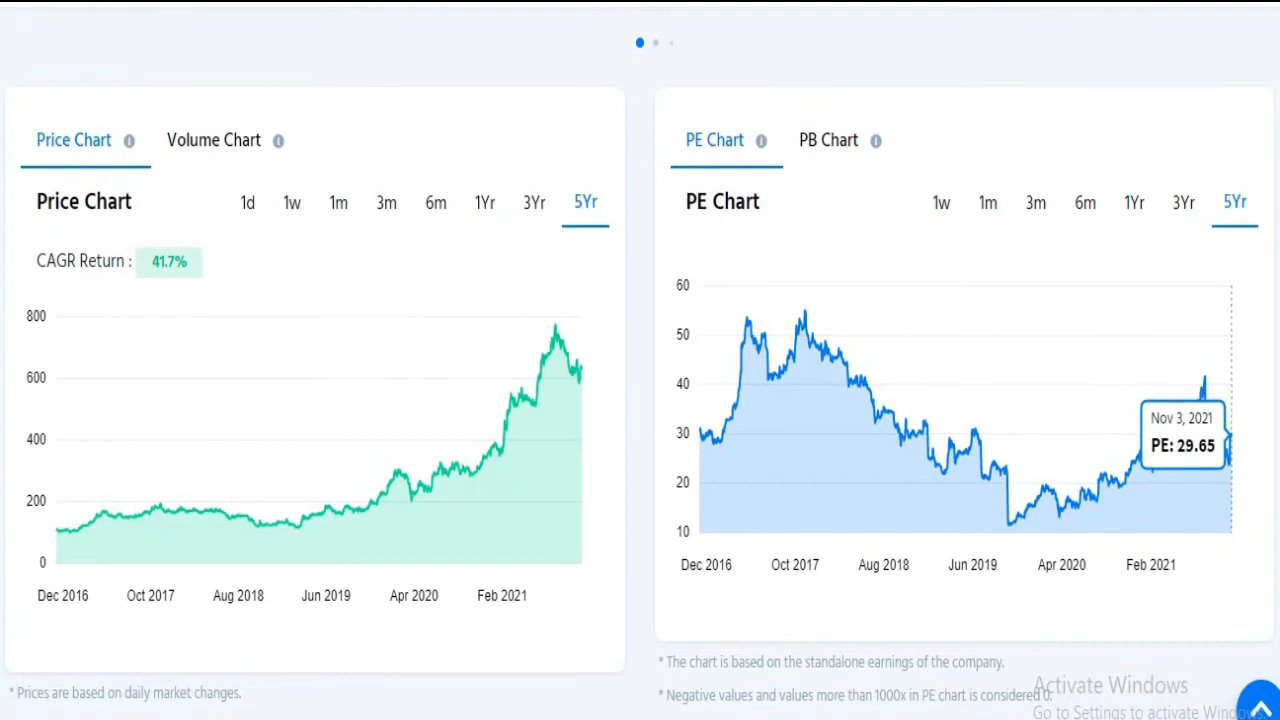 Price Chart Volume Chart
Price Chart 1d 1w 1m 3m 6m 1Yr 3Yr 5Yr
CAGR Return : 41.7%
800
600
400
200
0
Dec 2016 Oct 2017 Aug 2018 Jun 2019 Apr 2020 Feb 2021
* Prices are based on daily market changes.
PE Chart PB Chart
PE Chart 1w 1m 3m 6m 1Yr 3Yr 5Yr
60
50
40
30
20
10
Nov 3, 2021
PE: 29.65
Dec 2016 Oct 2017 Aug 2018 Jun 2019 Apr 2020 Feb 2021
* The chart is based on the standalone earnings of the company.
* Negative values and values more than 1000x in PE chart is considered 0.
Activate Windows
Go to Settings to activate Windows.